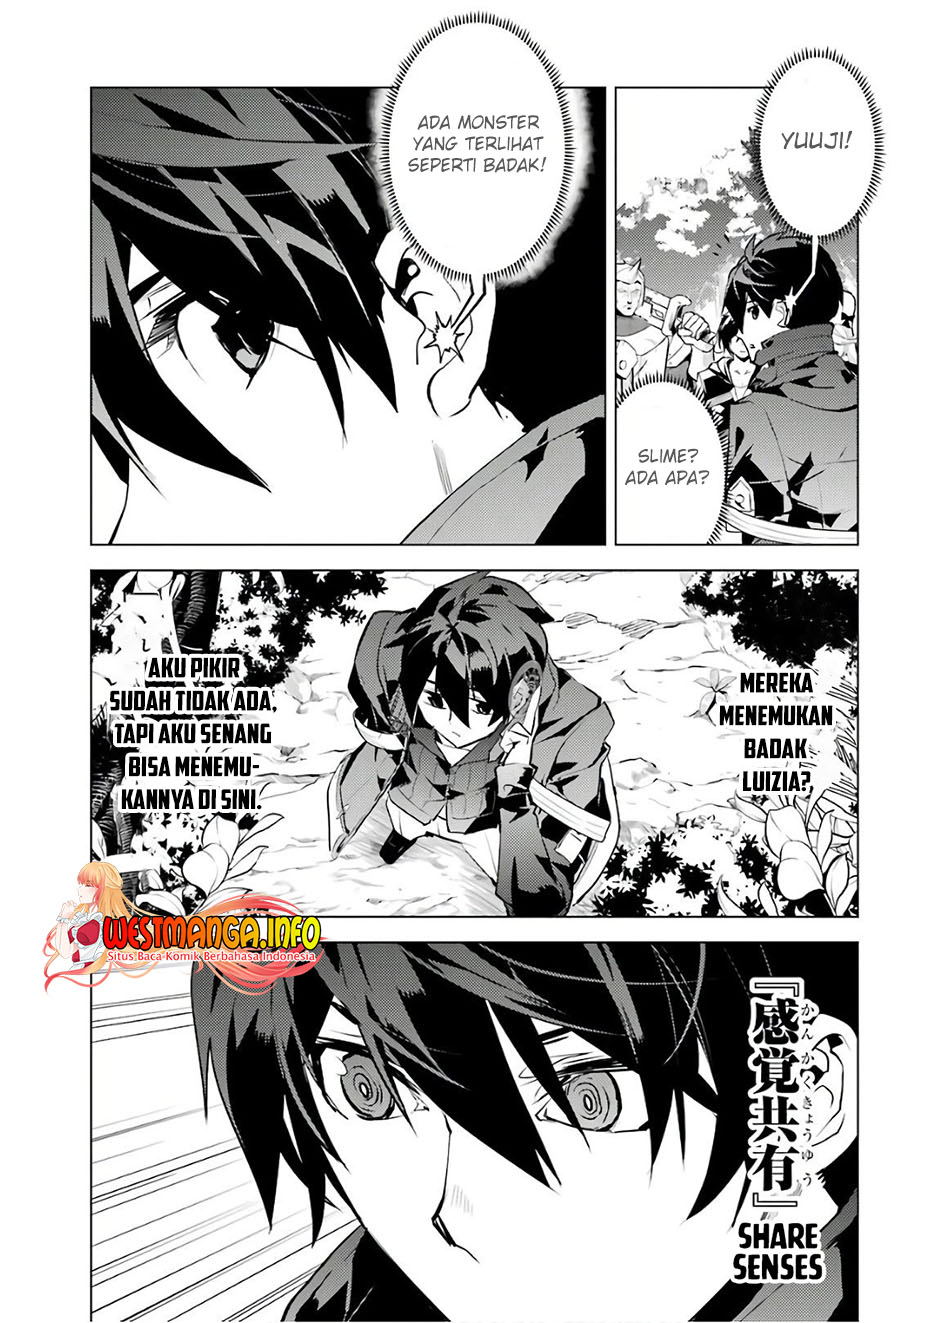 YUUJI!
SLIME?
ADA APA?
ADA MONSTER
YANG TERLIHAT
SEPERTI BADAK!
MEREKA
MENEMUKAN
BADAK
LUIZIA?,
AKU PIKIR
SUDAH TIDAK ADA,
TAPI AKU SENANG
BISA MENEMU-
KANNYA DI SINI.
WESTMANGA.INFO
Situs Baca Komik Berbahasa Indonesia
『感覚共有』
かんかくきょうゆう
SHARE
SENSES